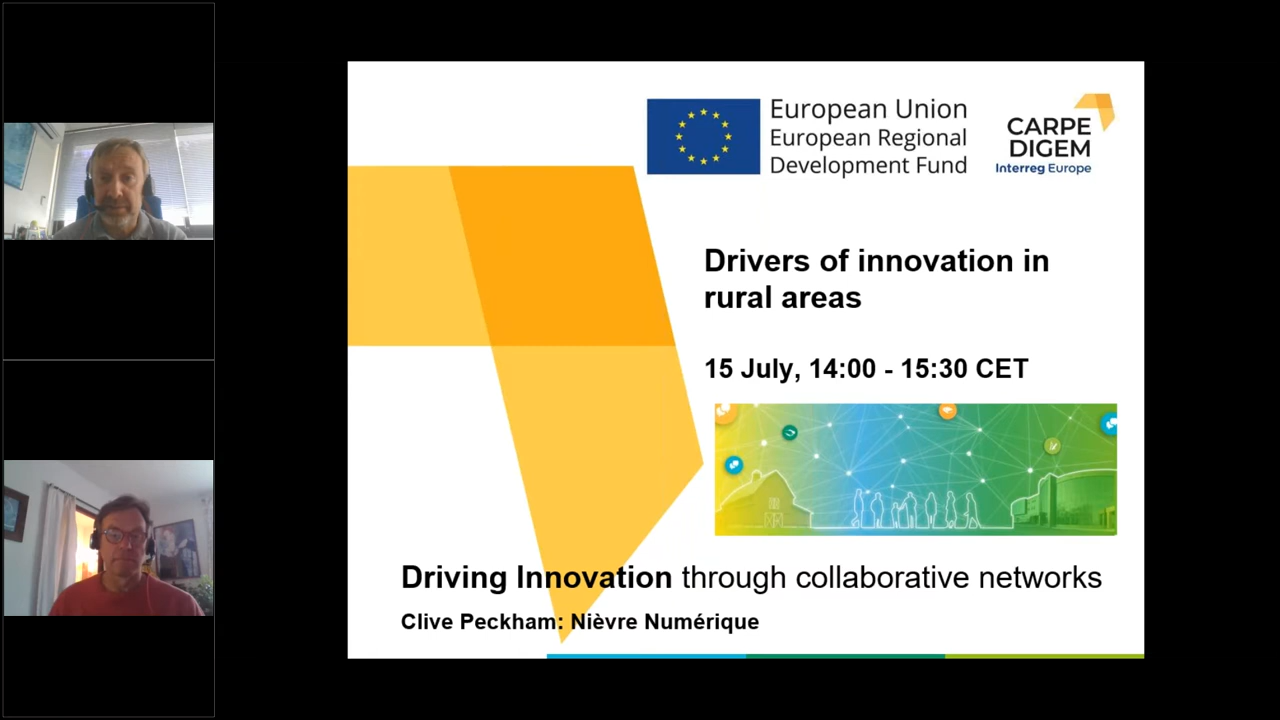 European Union
European Regional
Development Fund
CARPE
DIGEM
Interreg Europe
Drivers of innovation in
rural areas
15 July, 14:00 - 15:30 CET
Driving Innovation through collaborative networks
Clive Peckham: Nièvre Numérique